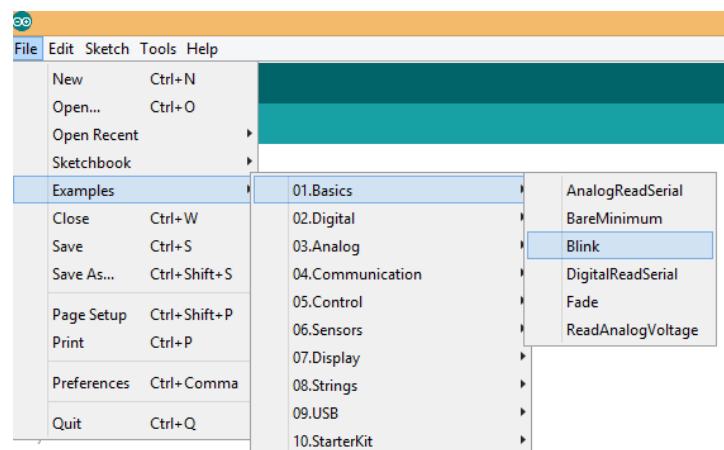 File Edit Sketch Tools Help
New Ctrl+N
Open... Ctrl+O
Open Recent
Sketchbook
Examples
Close Ctrl+W
Save Ctrl+S
Save As... Ctrl+Shift+S
Page Setup Ctrl+Shift+P
Print Ctrl+P
Preferences Ctrl+Comma
Quit Ctrl+Q
01.Basics
02.Digital
03.Analog
04.Communication
05.Control
06.Sensors
07.Display
08.Strings
09.USB
10.StarterKit
AnalogReadSerial
BareMinimum
Blink
DigitalReadSerial
Fade
ReadAnalogVoltage